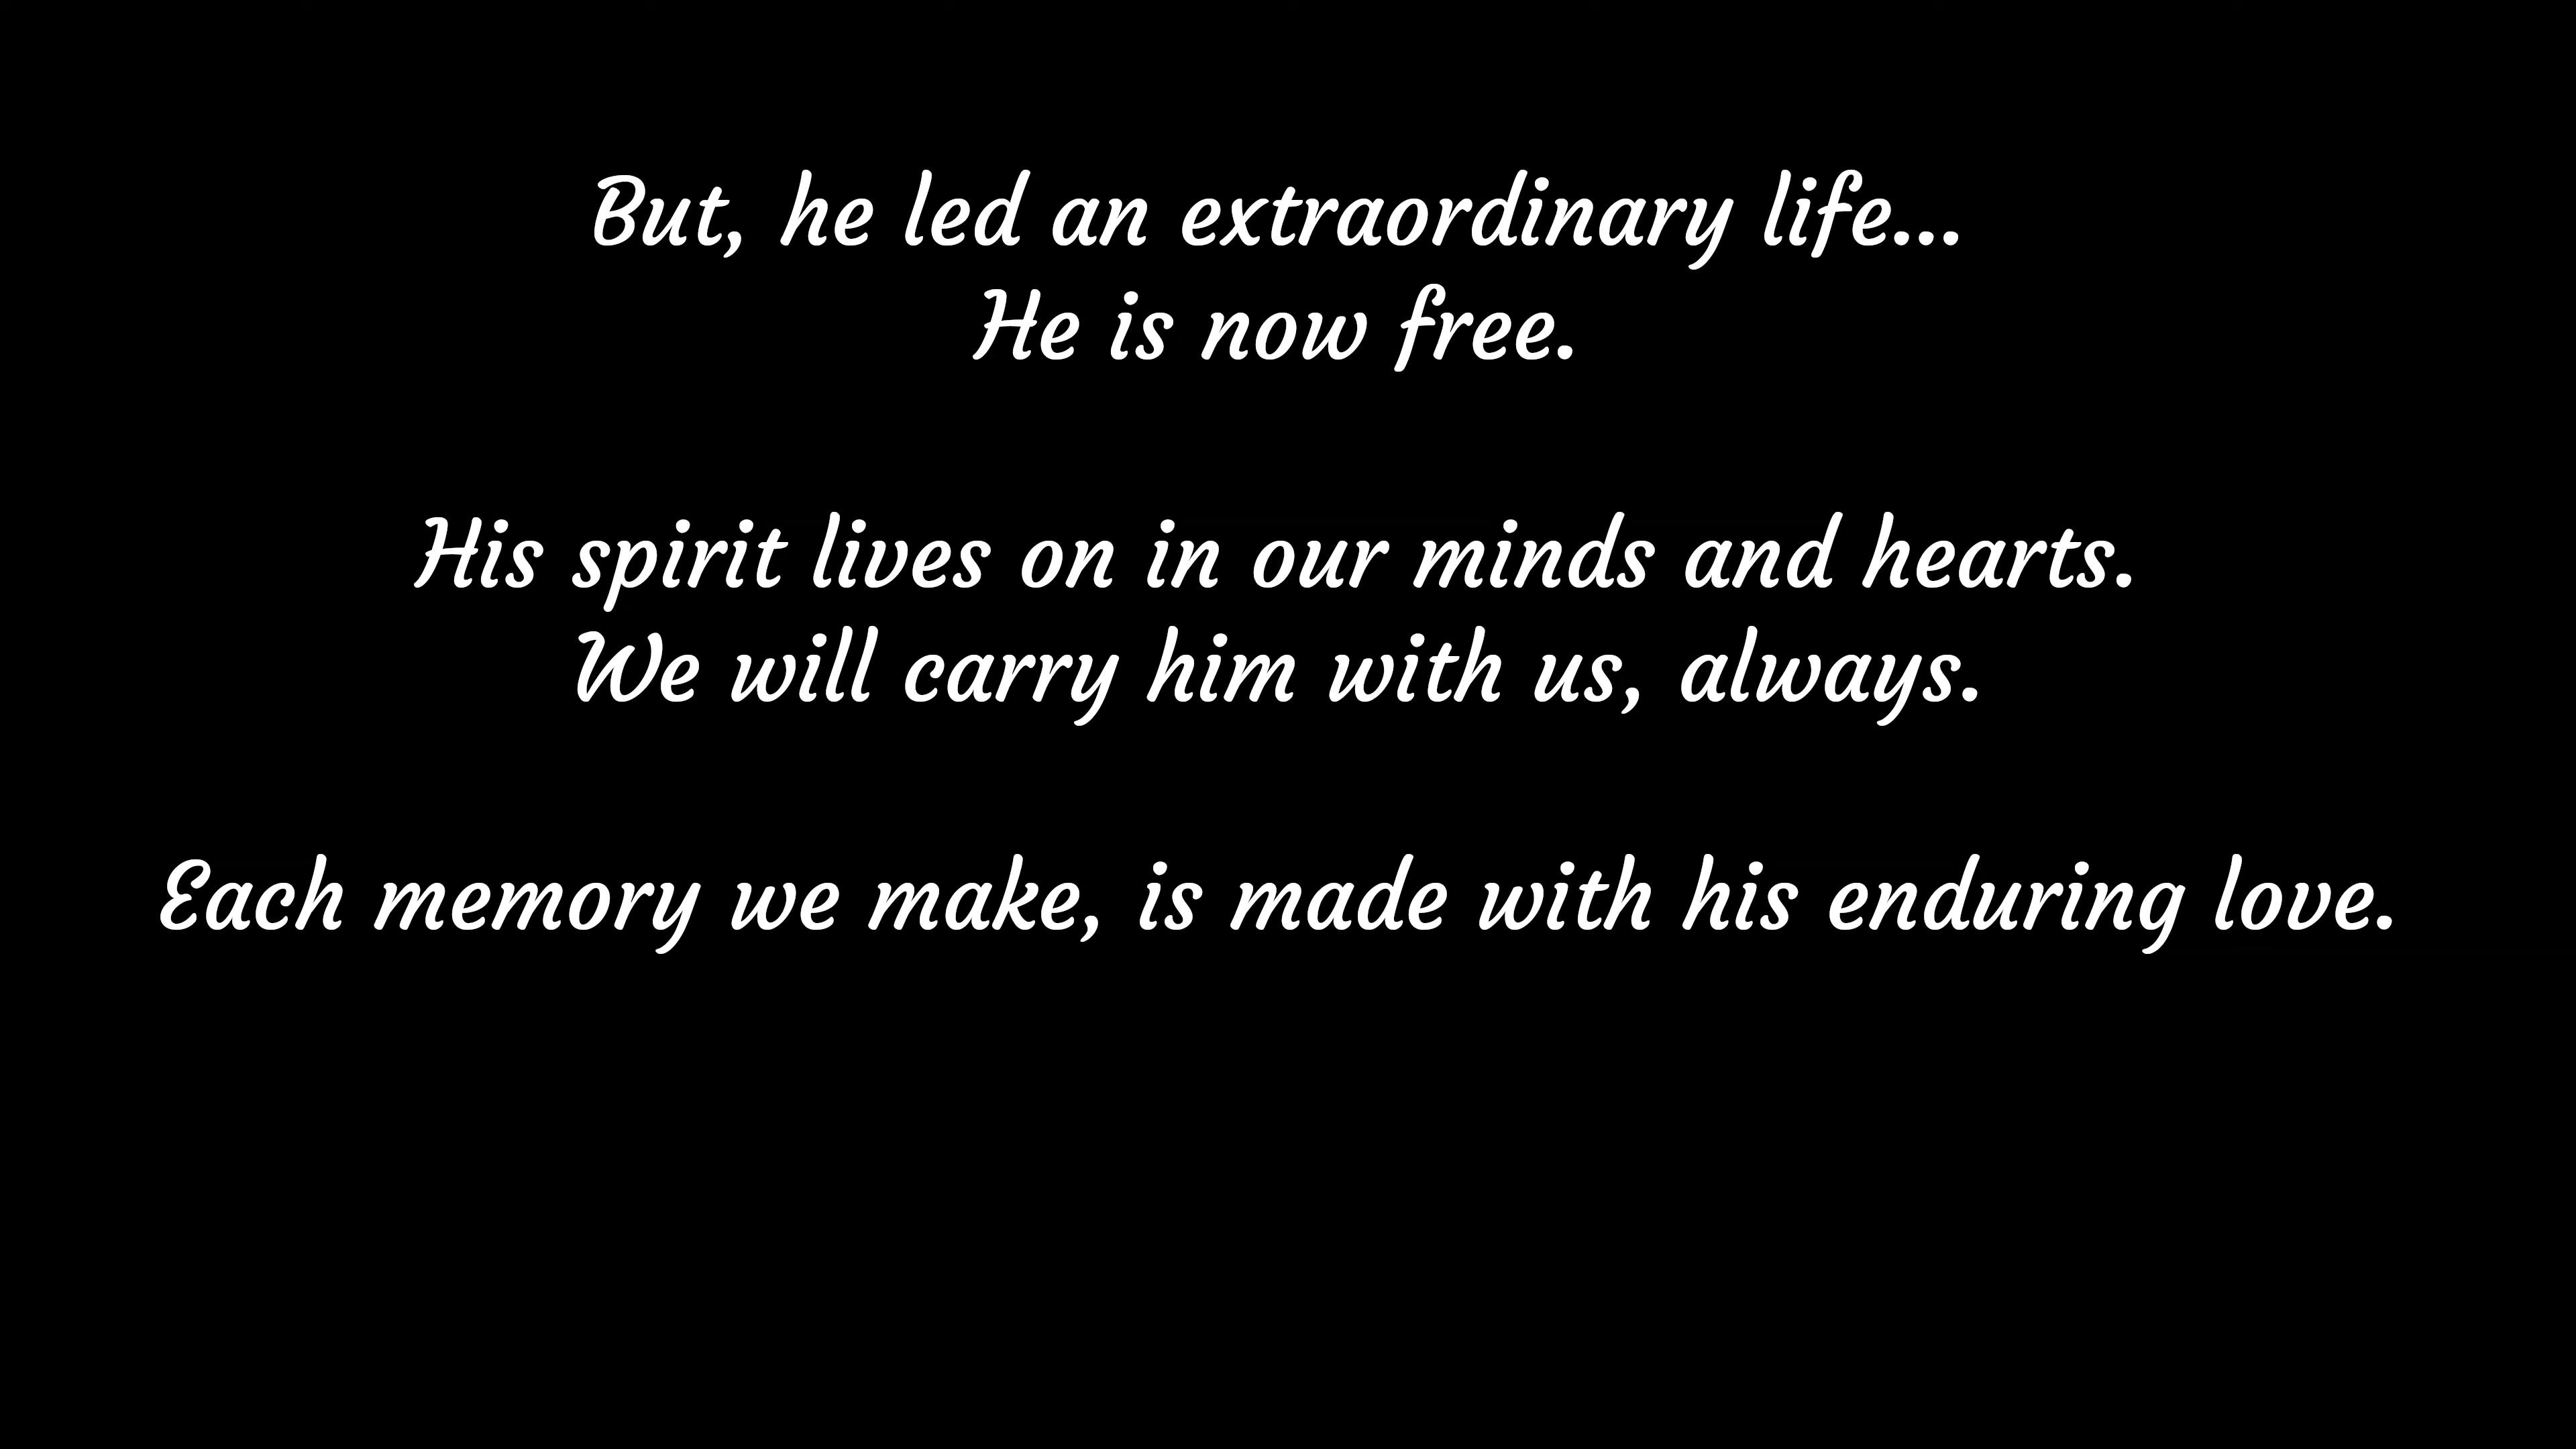 But, he led an extraordinary life...
He is now free.
His spirit lives on in our minds and hearts.
We will carry him with us, always.
Each memory we make, is made with his enduring love.